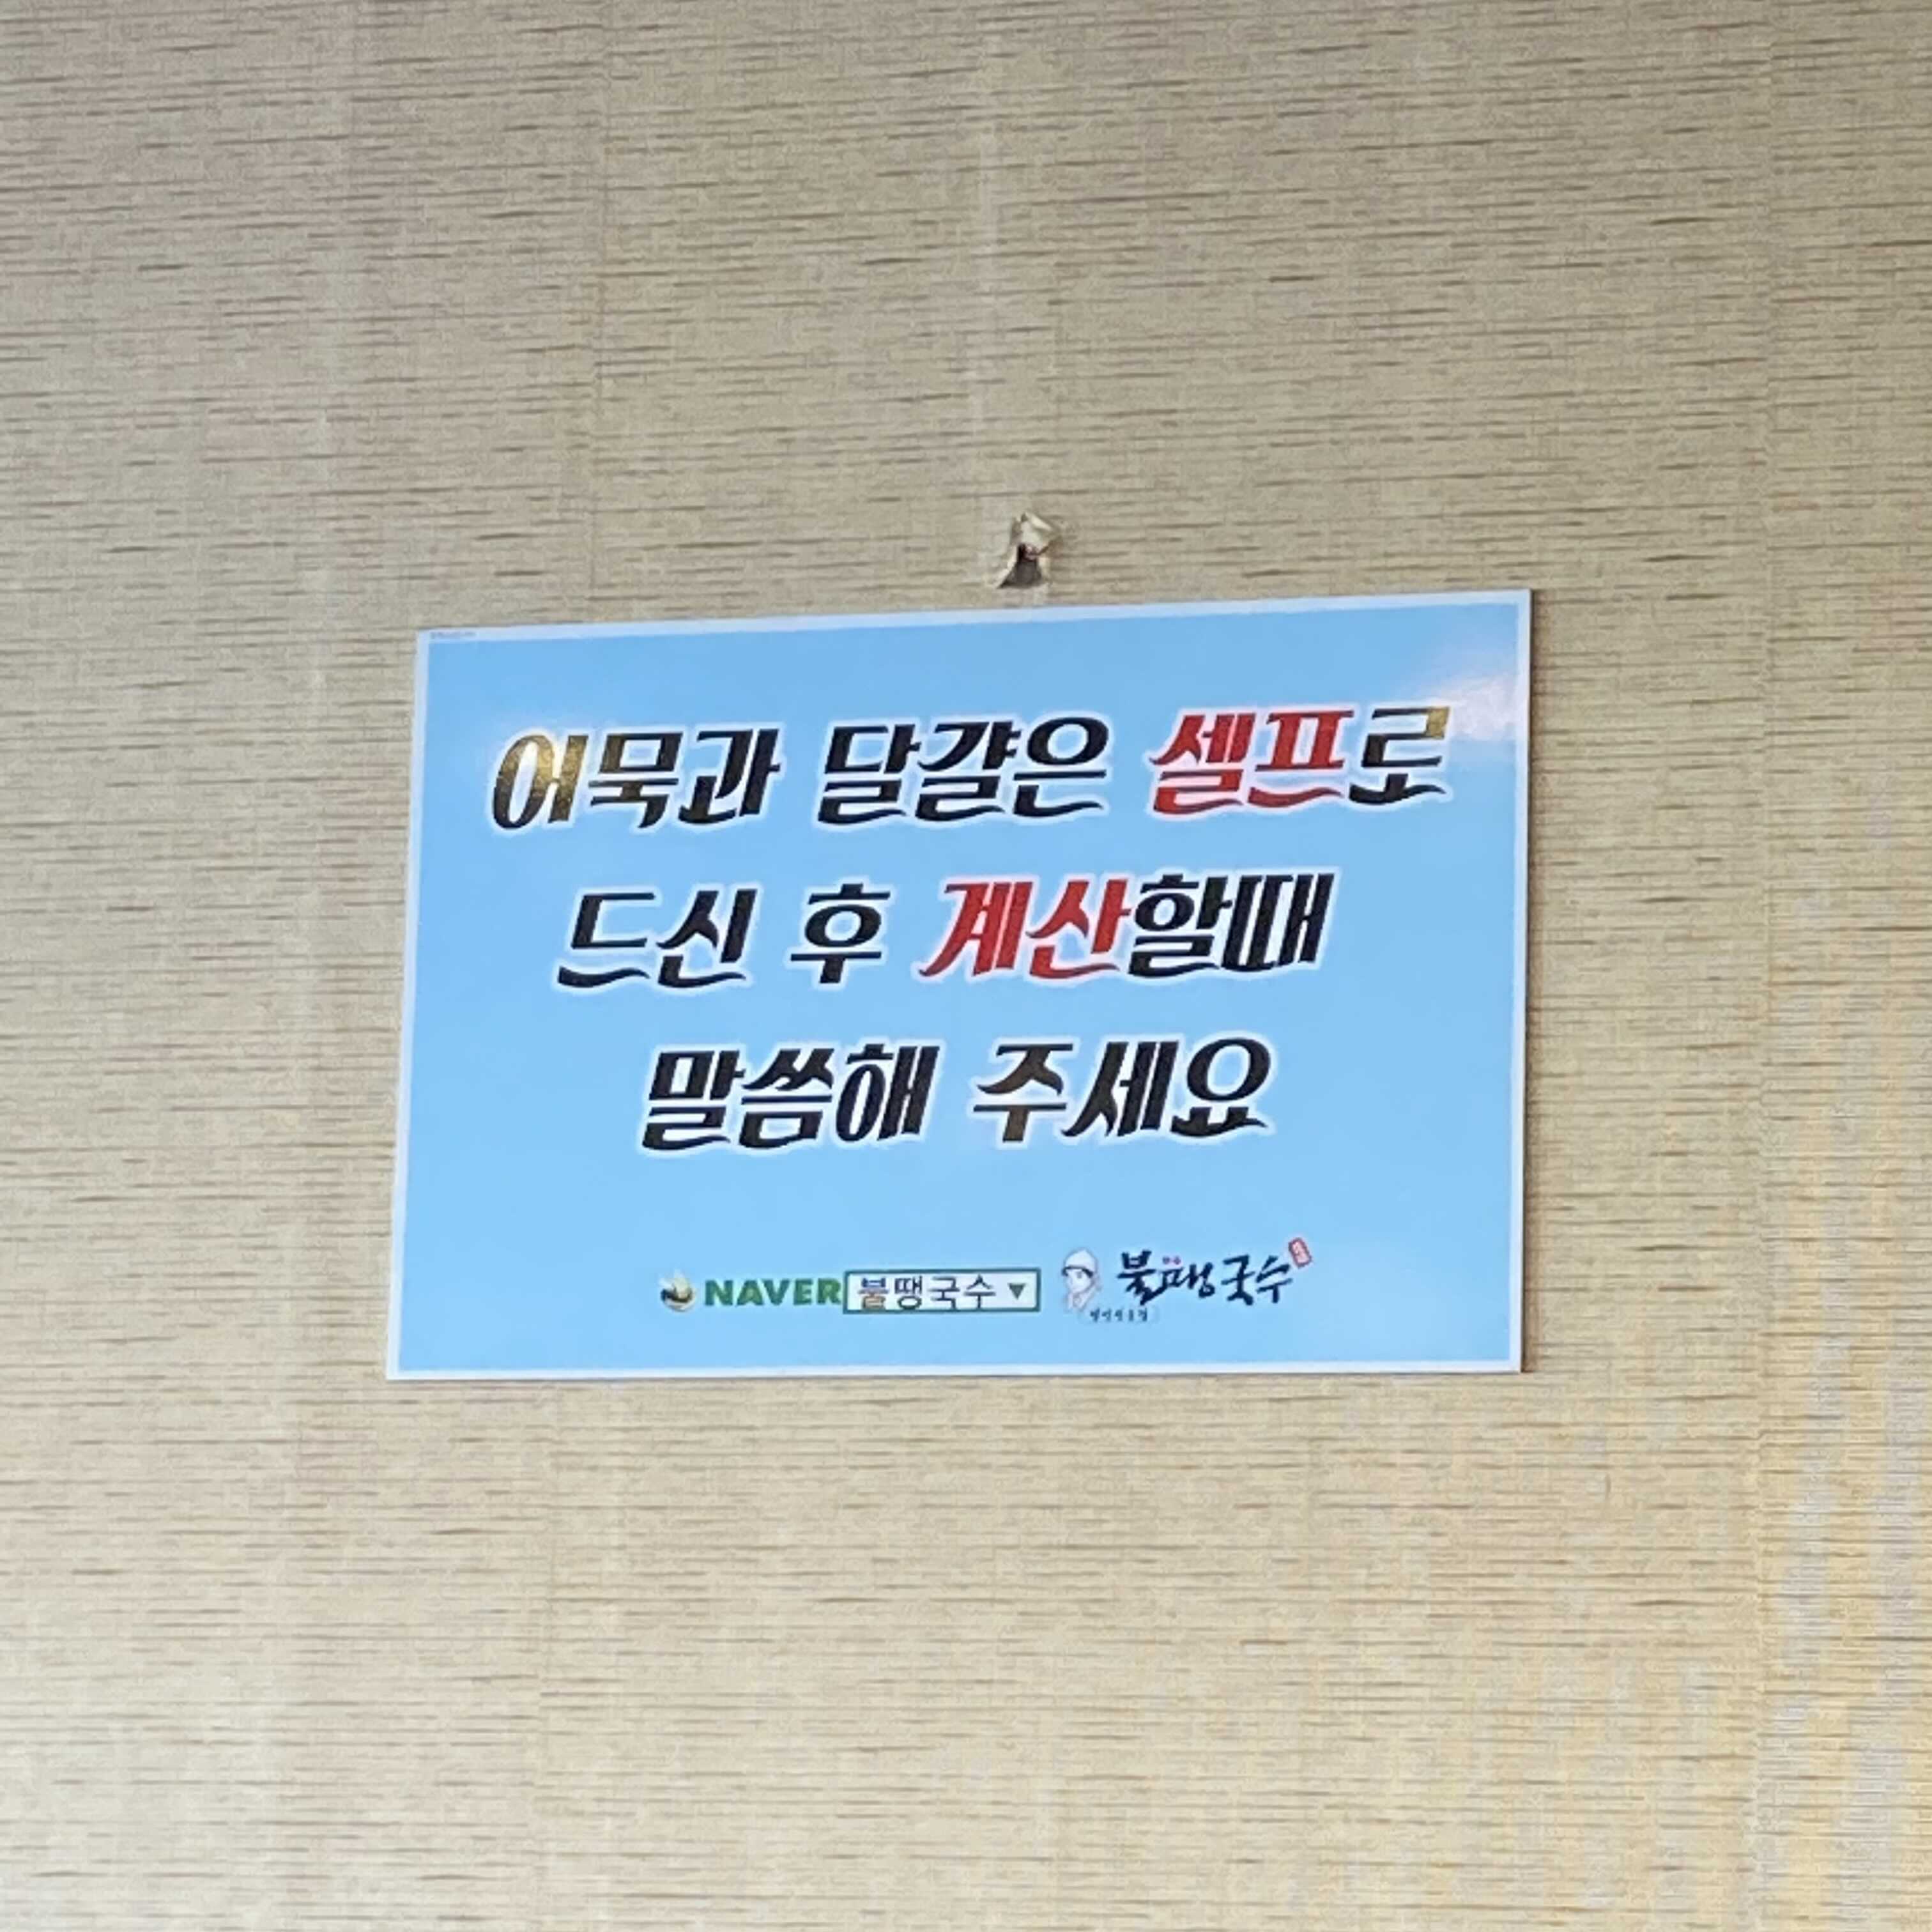 어묵과 달걀은 셀프로
드신 후 계산할때
말씀해 주세요
NAVER 불땡국수 ▼
불땡국수